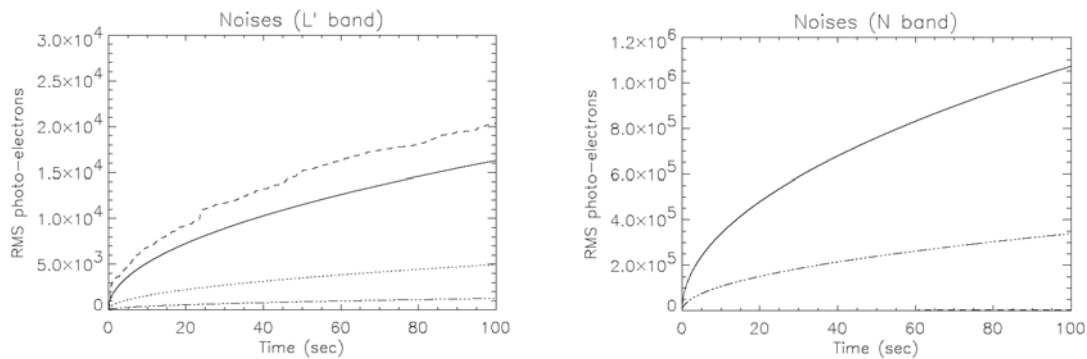 Noises (L' band)
RMS photo-electrons
3.0×10⁴
2.5×10⁴
2.0×10⁴
1.5×10⁴
1.0×10⁴
5.0×10³
0
0 20 40 60 80 100
Time (sec)
Noises (N band)
RMS photo-electrons
1.2×10⁶
1.0×10⁶
8.0×10⁵
6.0×10⁵
4.0×10⁵
2.0×10⁵
0
0 20 40 60 80 100
Time (sec)